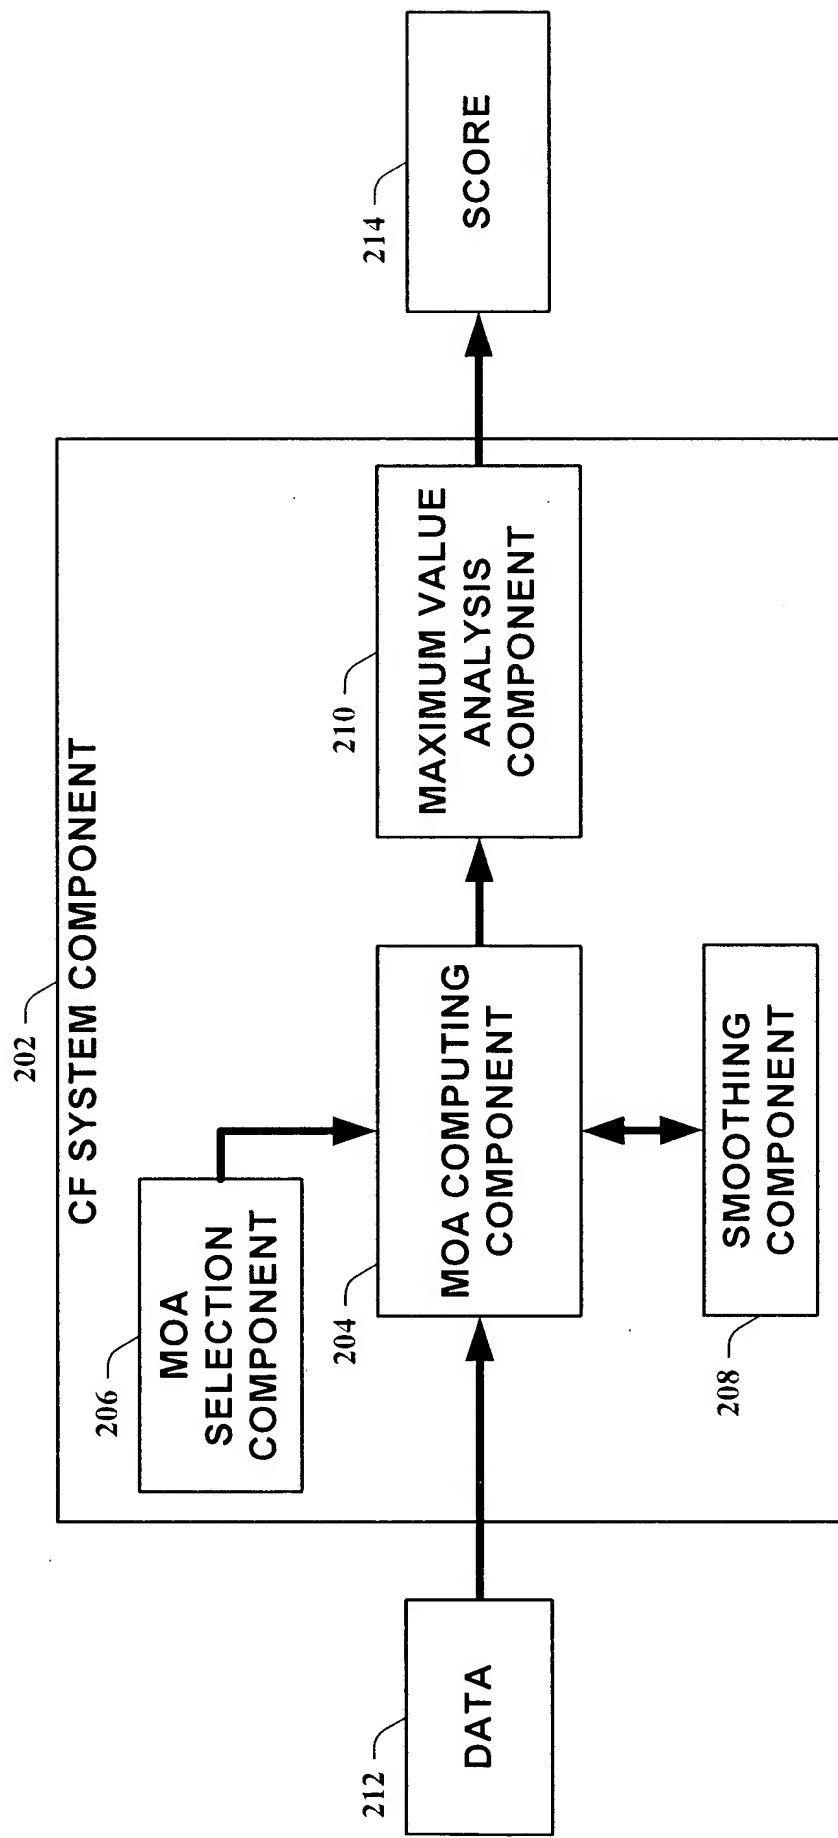 202
CF SYSTEM COMPONENT
206
MOA
SELECTION
COMPONENT
212
DATA
204
MOA COMPUTING
COMPONENT
210
MAXIMUM VALUE
ANALYSIS
COMPONENT
214
SCORE
208
SMOOTHING
COMPONENT